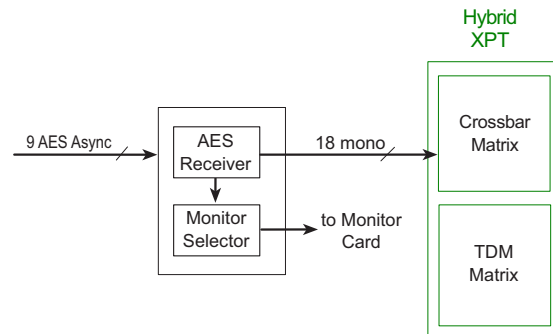 Hybrid
XPT
9 AES Async
AES
Receiver
18 mono
Crossbar
Matrix
Monitor
Selector
to Monitor
Card
TDM
Matrix